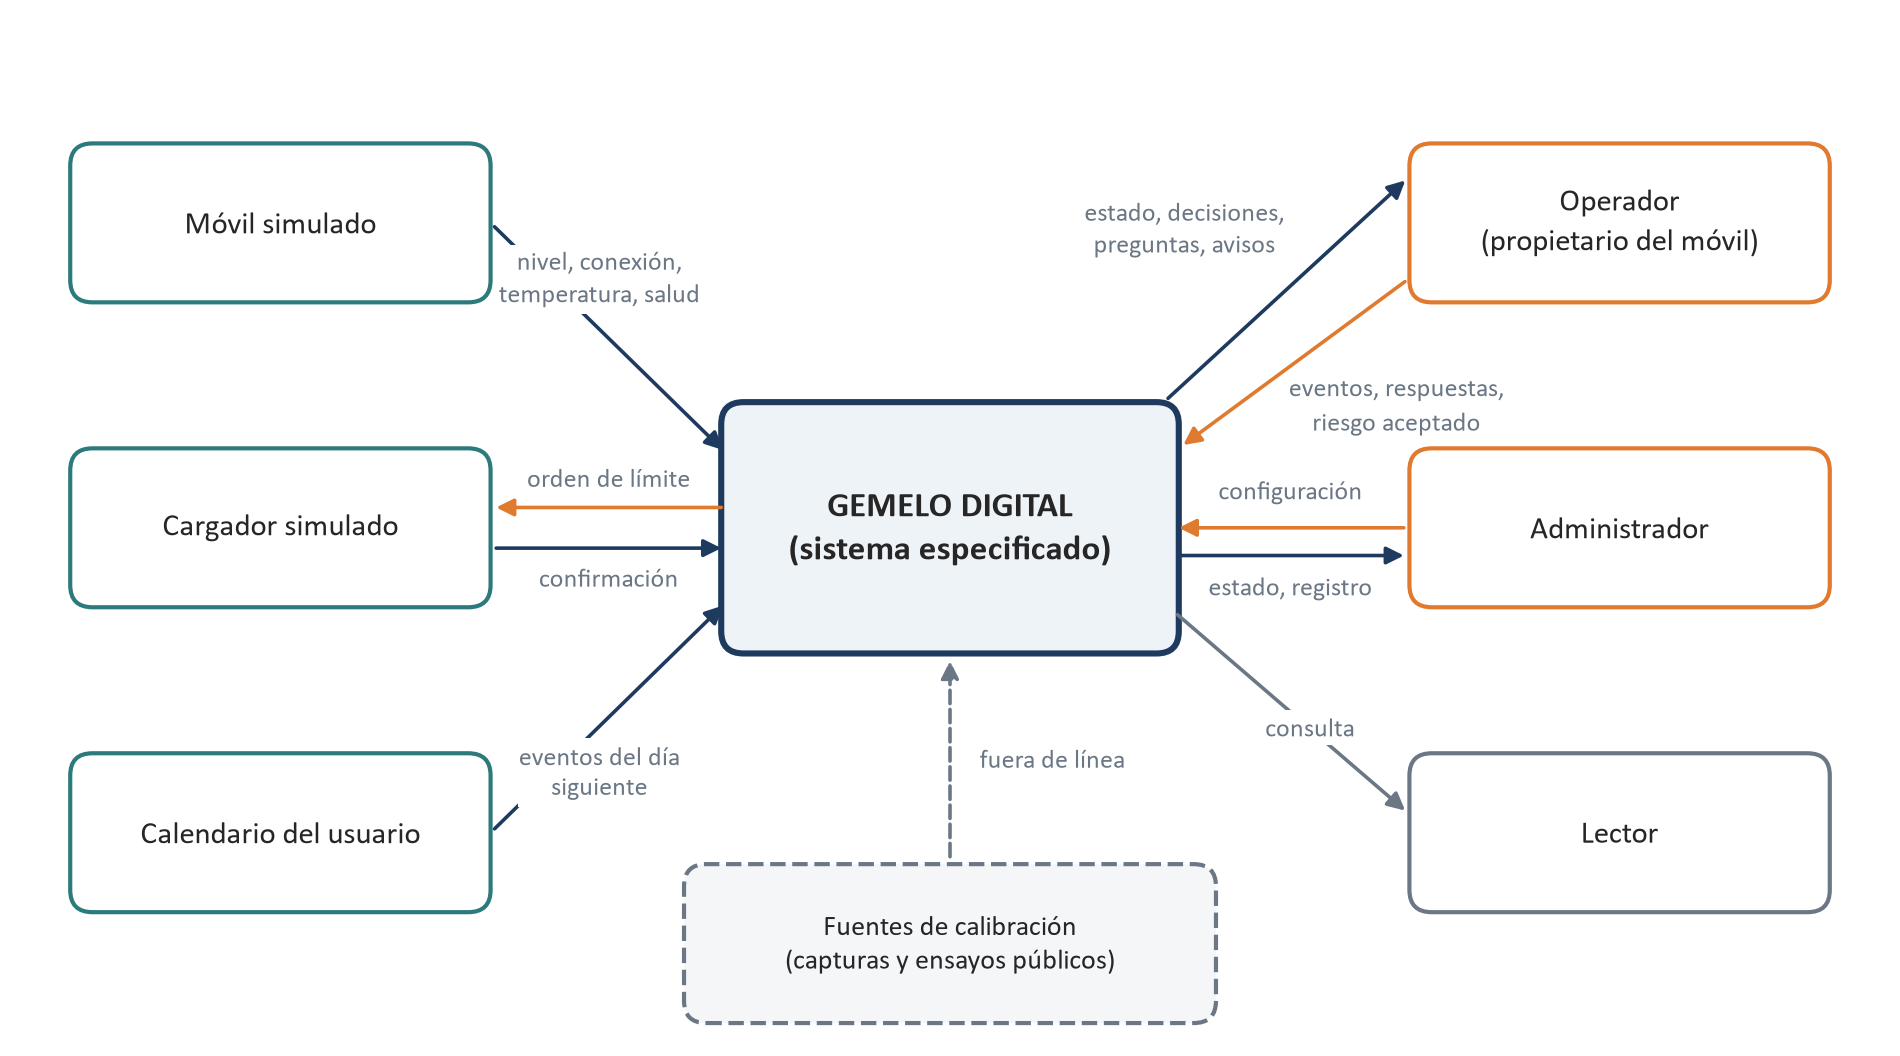 Móvil simulado
nivel, conexión,
temperatura, salud
Cargador simulado
orden de límite
confirmación
Calendario del usuario
eventos del día
siguiente
GEMELO DIGITAL
(sistema especificado)
fuera de línea
Fuentes de calibración
(capturas y ensayos públicos)
estado, decisiones,
preguntas, avisos
Operador
(propietario del móvil)
eventos, respuestas,
riesgo aceptado
configuración
estado, registro
Administrador
consulta
Lector